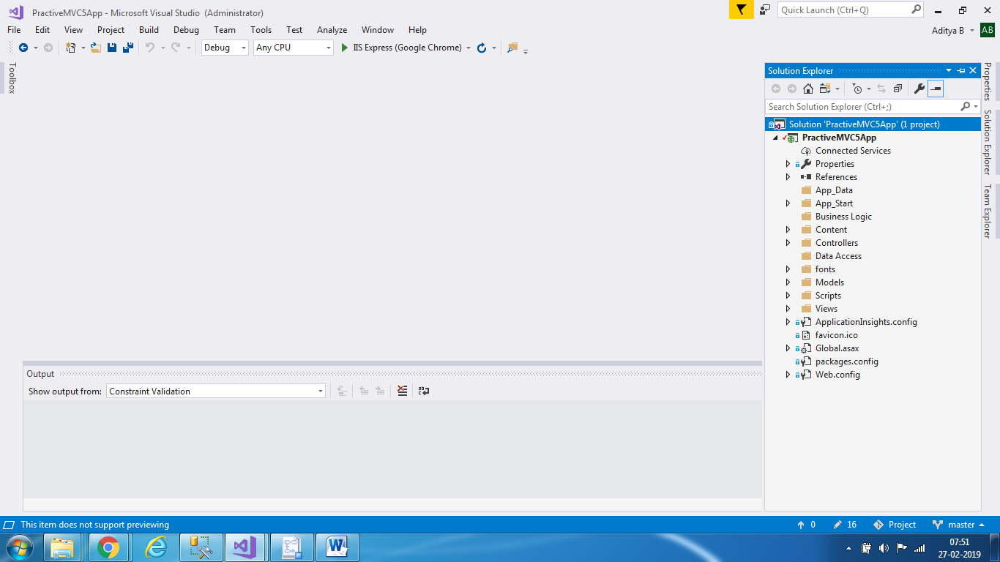 PractiveMVC5App - Microsoft Visual Studio (Administrator)
Quick Launch (Ctrl+Q)
File Edit View Project Build Debug Team Tools Test Analyze Window Help
Aditya B AB
Debug Any CPU IIS Express (Google Chrome)
Toolbox
Solution Explorer
Search Solution Explorer (Ctrl+;)
Solution 'PractiveMVC5App' (1 project)
PractiveMVC5App
Connected Services
Properties
References
App_Data
App_Start
Business Logic
Content
Controllers
Data Access
fonts
Models
Scripts
Views
ApplicationInsights.config
favicon.ico
Global.asax
packages.config
Web.config
Properties
Solution Explorer
Team Explorer
Output
Show output from: Constraint Validation
This item does not support previewing
0 16 Project master
07:51
27-02-2019